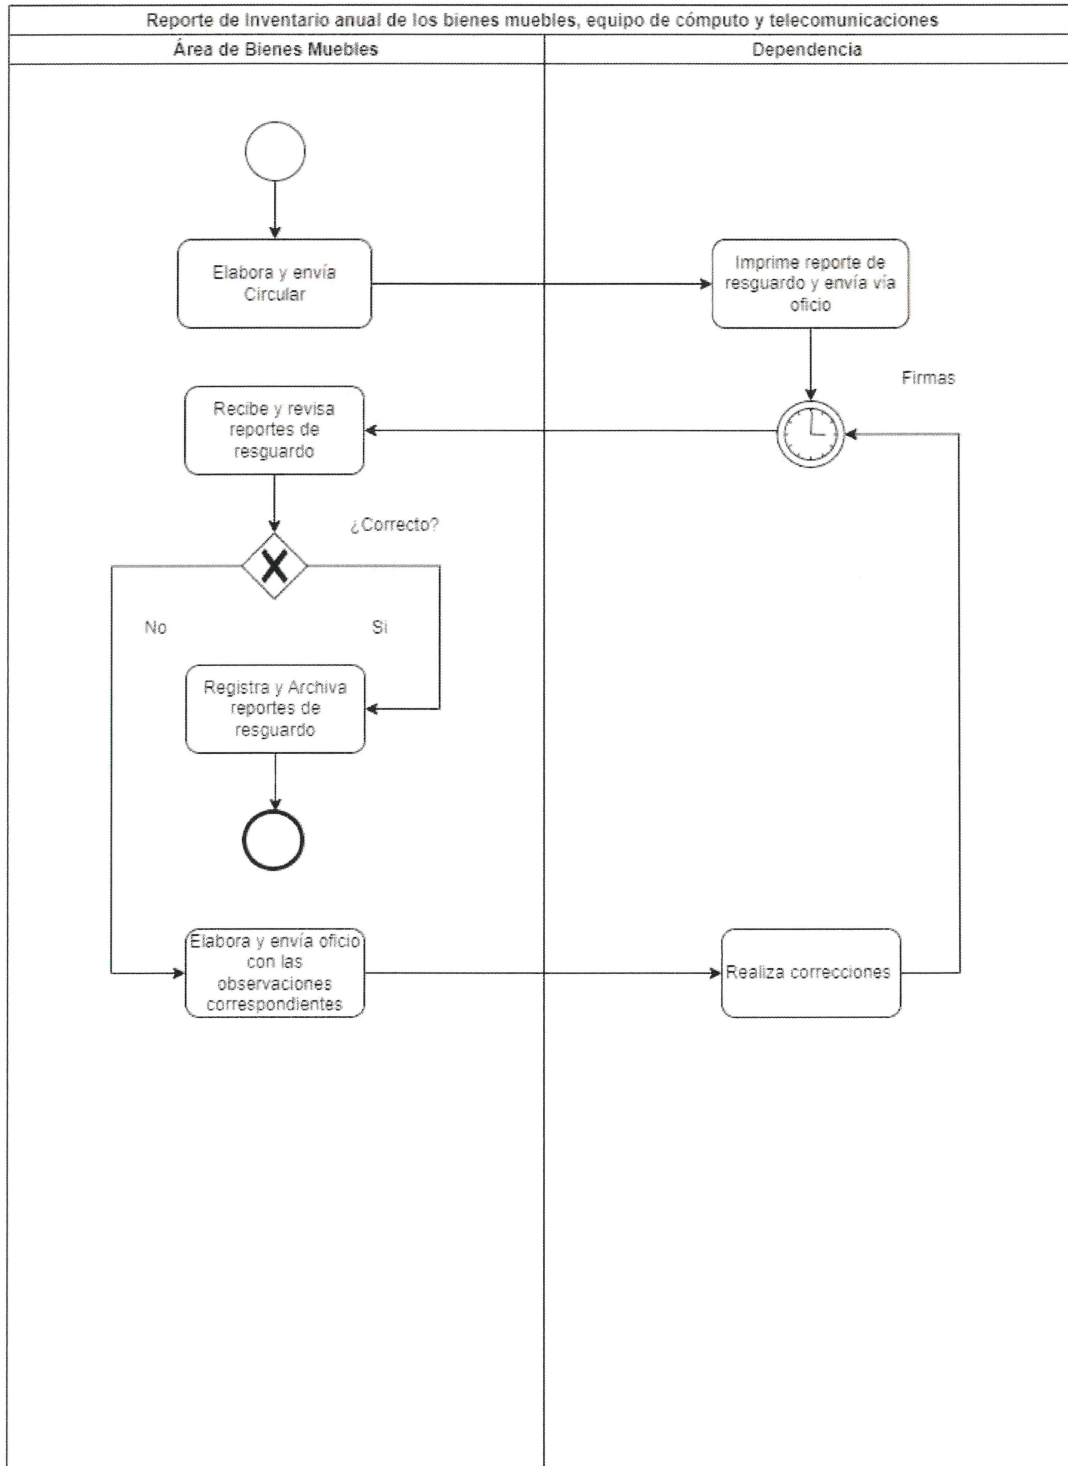 Reporte de Inventario anual de los bienes muebles, equipo de cómputo y telecomunicaciones
Área de Bienes Muebles
Dependencia
Elabora y envía
Circular
Imprime reporte de
resguardo y envía vía
oficio
Firmas
Recibe y revisa
reportes de
resguardo
¿Correcto?
No
Si
Registra y Archiva
reportes de
resguardo
Elabora y envía oficio
con las
observaciones
correspondientes
Realiza correcciones